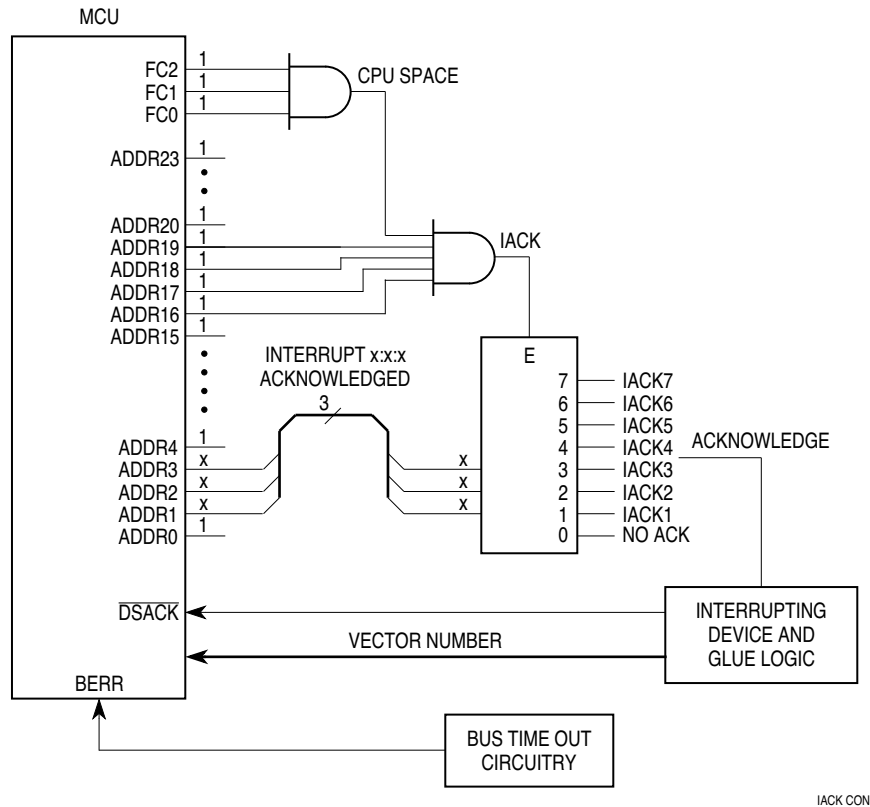 MCU
FC2 1
FC1 1
FC0 1
CPU SPACE
ADDR23 1
ADDR20 1
ADDR19 1
ADDR18 1
ADDR17 1
ADDR16 1
ADDR15 1
IACK
INTERRUPT x:x:x
ACKNOWLEDGED
3
ADDR4 1
ADDR3 x
ADDR2 x
ADDR1 x
ADDR0 1
x
x
x
E
7 IACK7
6 IACK6
5 IACK5
4 IACK4
3 IACK3
2 IACK2
1 IACK1
0 NO ACK
ACKNOWLEDGE
DSACK
VECTOR NUMBER
INTERRUPTING
DEVICE AND
GLUE LOGIC
BERR
BUS TIME OUT
CIRCUITRY
IACK CON